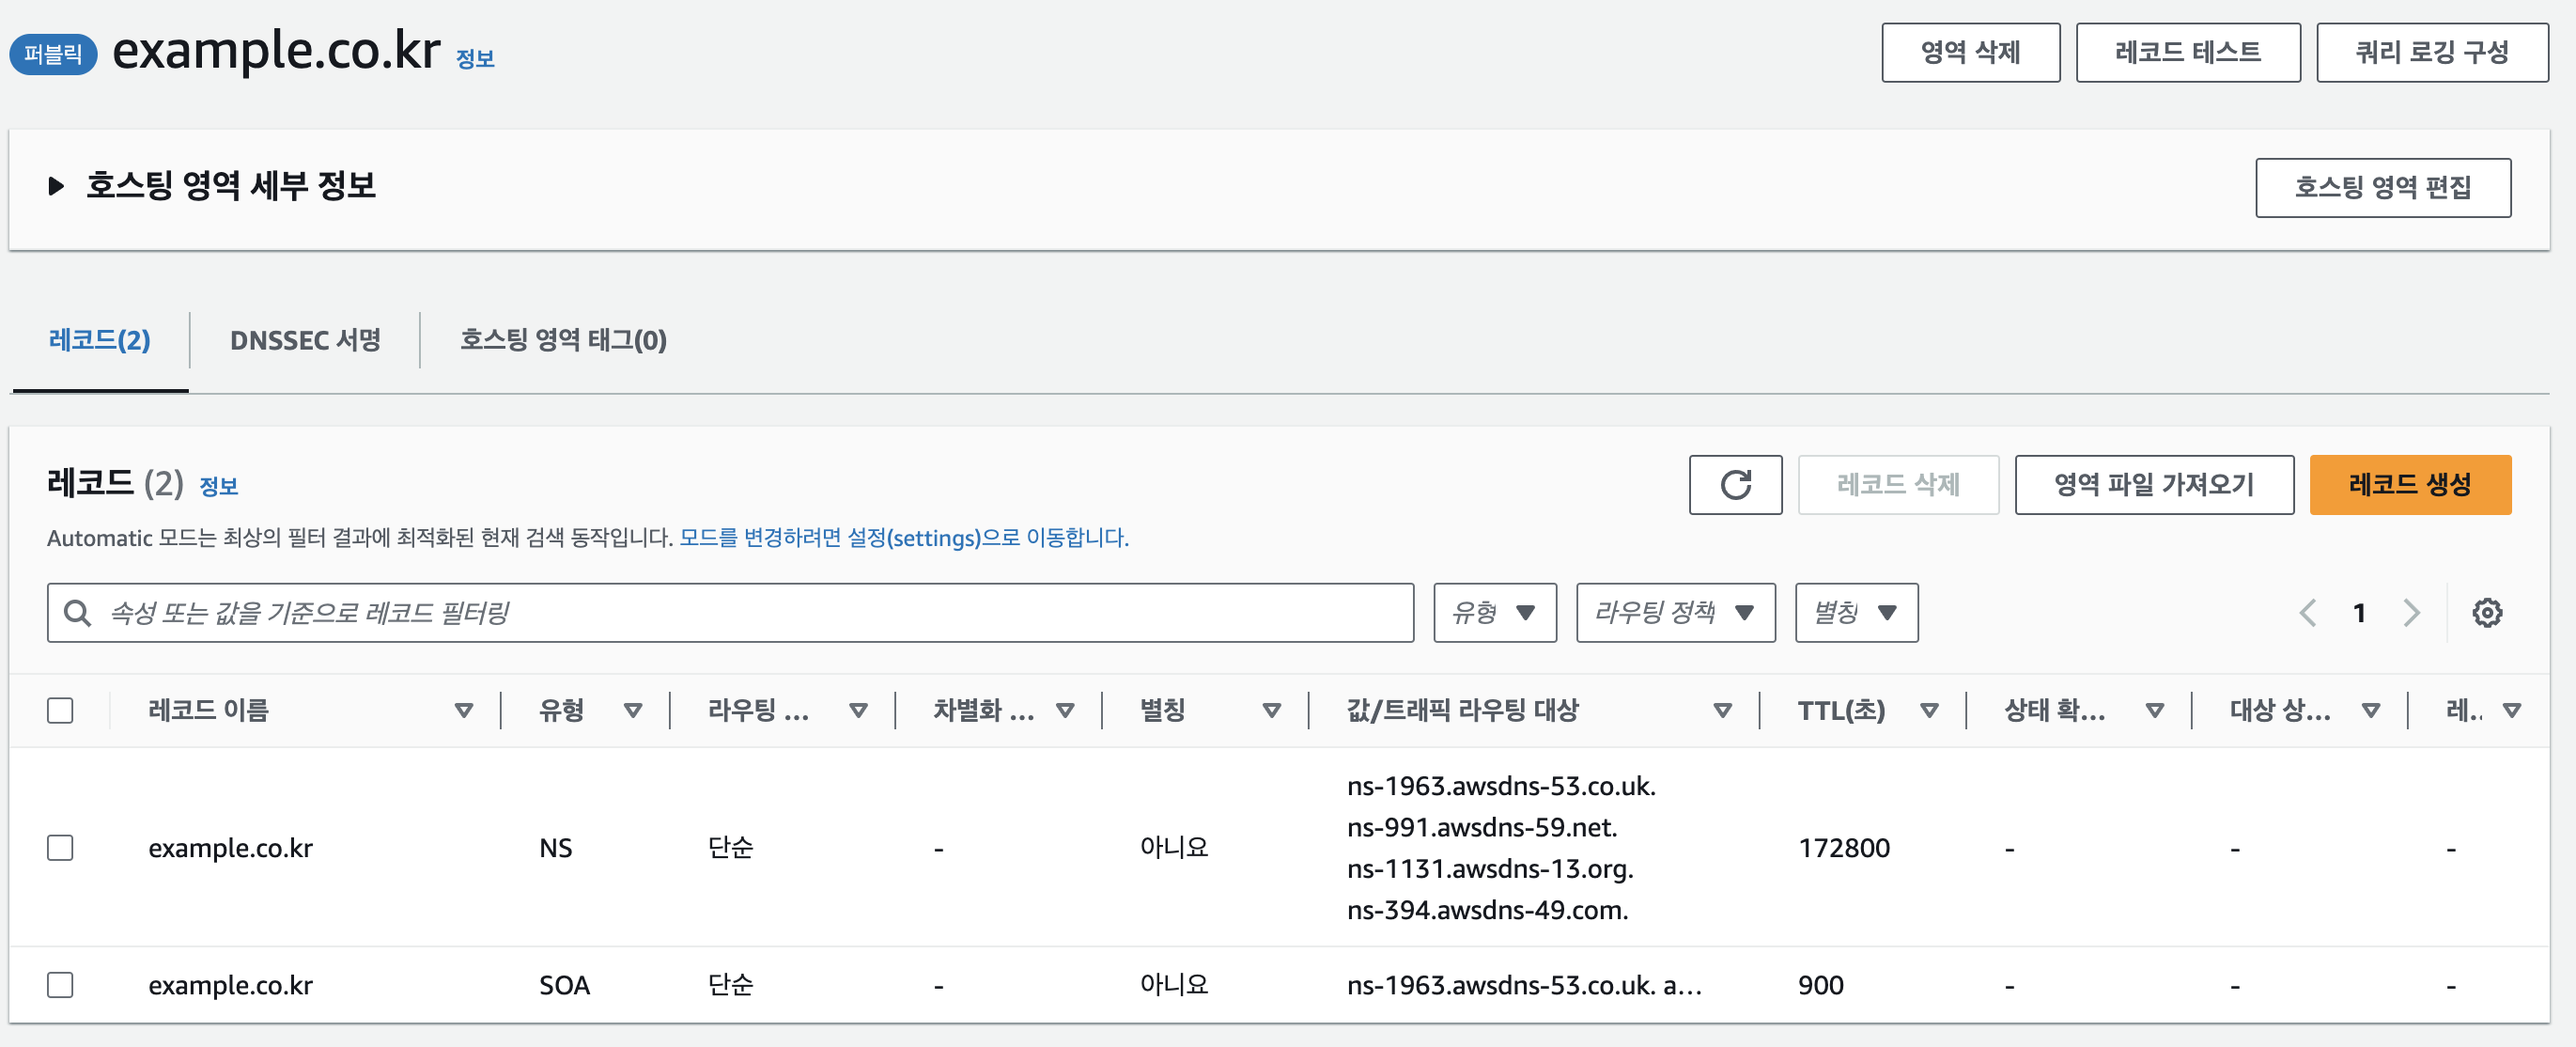 퍼블릭 example.co.kr 정보 영역 삭제 레코드 테스트 쿼리 로깅 구성
호스팅 영역 세부 정보 호스팅 영역 편집
레코드(2) DNSSEC 서명 호스팅 영역 태그(0)
레코드 (2) 정보 레코드 삭제 영역 파일 가져오기 레코드 생성
Automatic 모드는 최상의 필터 결과에 최적화된 현재 검색 동작입니다. 모드를 변경하려면 설정(settings)으로 이동합니다.
속성 또는 값을 기준으로 레코드 필터링 유형 라우팅 정책 별칭 1
레코드 이름 유형 라우팅 ... 차별화 ... 별칭 값/트래픽 라우팅 대상 TTL(초) 상태 확... 대상 상... 레..
ns-1963.awsdns-53.co.uk.
ns-991.awsdns-59.net.
example.co.kr NS 단순 - 아니요 172800 - - -
ns-1131.awsdns-13.org.
ns-394.awsdns-49.com.
example.co.kr SOA 단순 - 아니요 ns-1963.awsdns-53.co.uk. a... 900 - - -